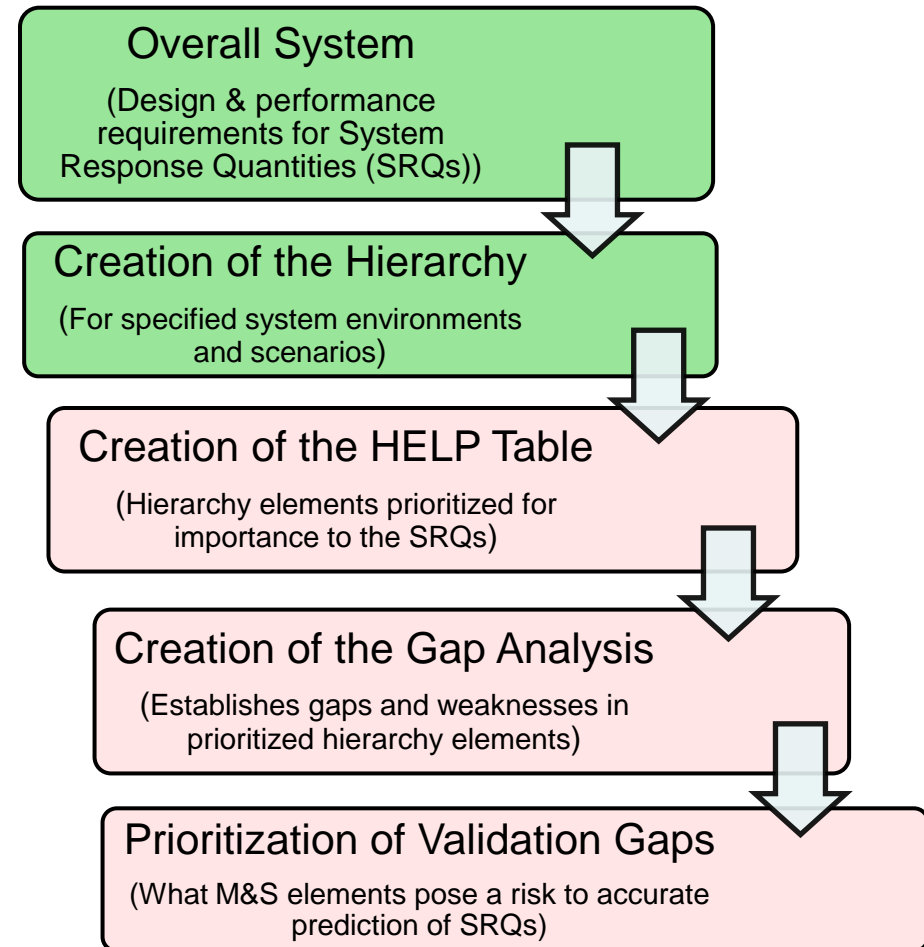 Overall System
(Design & performance
requirements for System
Response Quantities (SRQs))
Creation of the Hierarchy
(For specified system environments
and scenarios)
Creation of the HELP Table
(Hierarchy elements prioritized for
importance to the SRQs)
Creation of the Gap Analysis
(Establishes gaps and weaknesses in
prioritized hierarchy elements)
Prioritization of Validation Gaps
(What M&S elements pose a risk to accurate
prediction of SRQs)